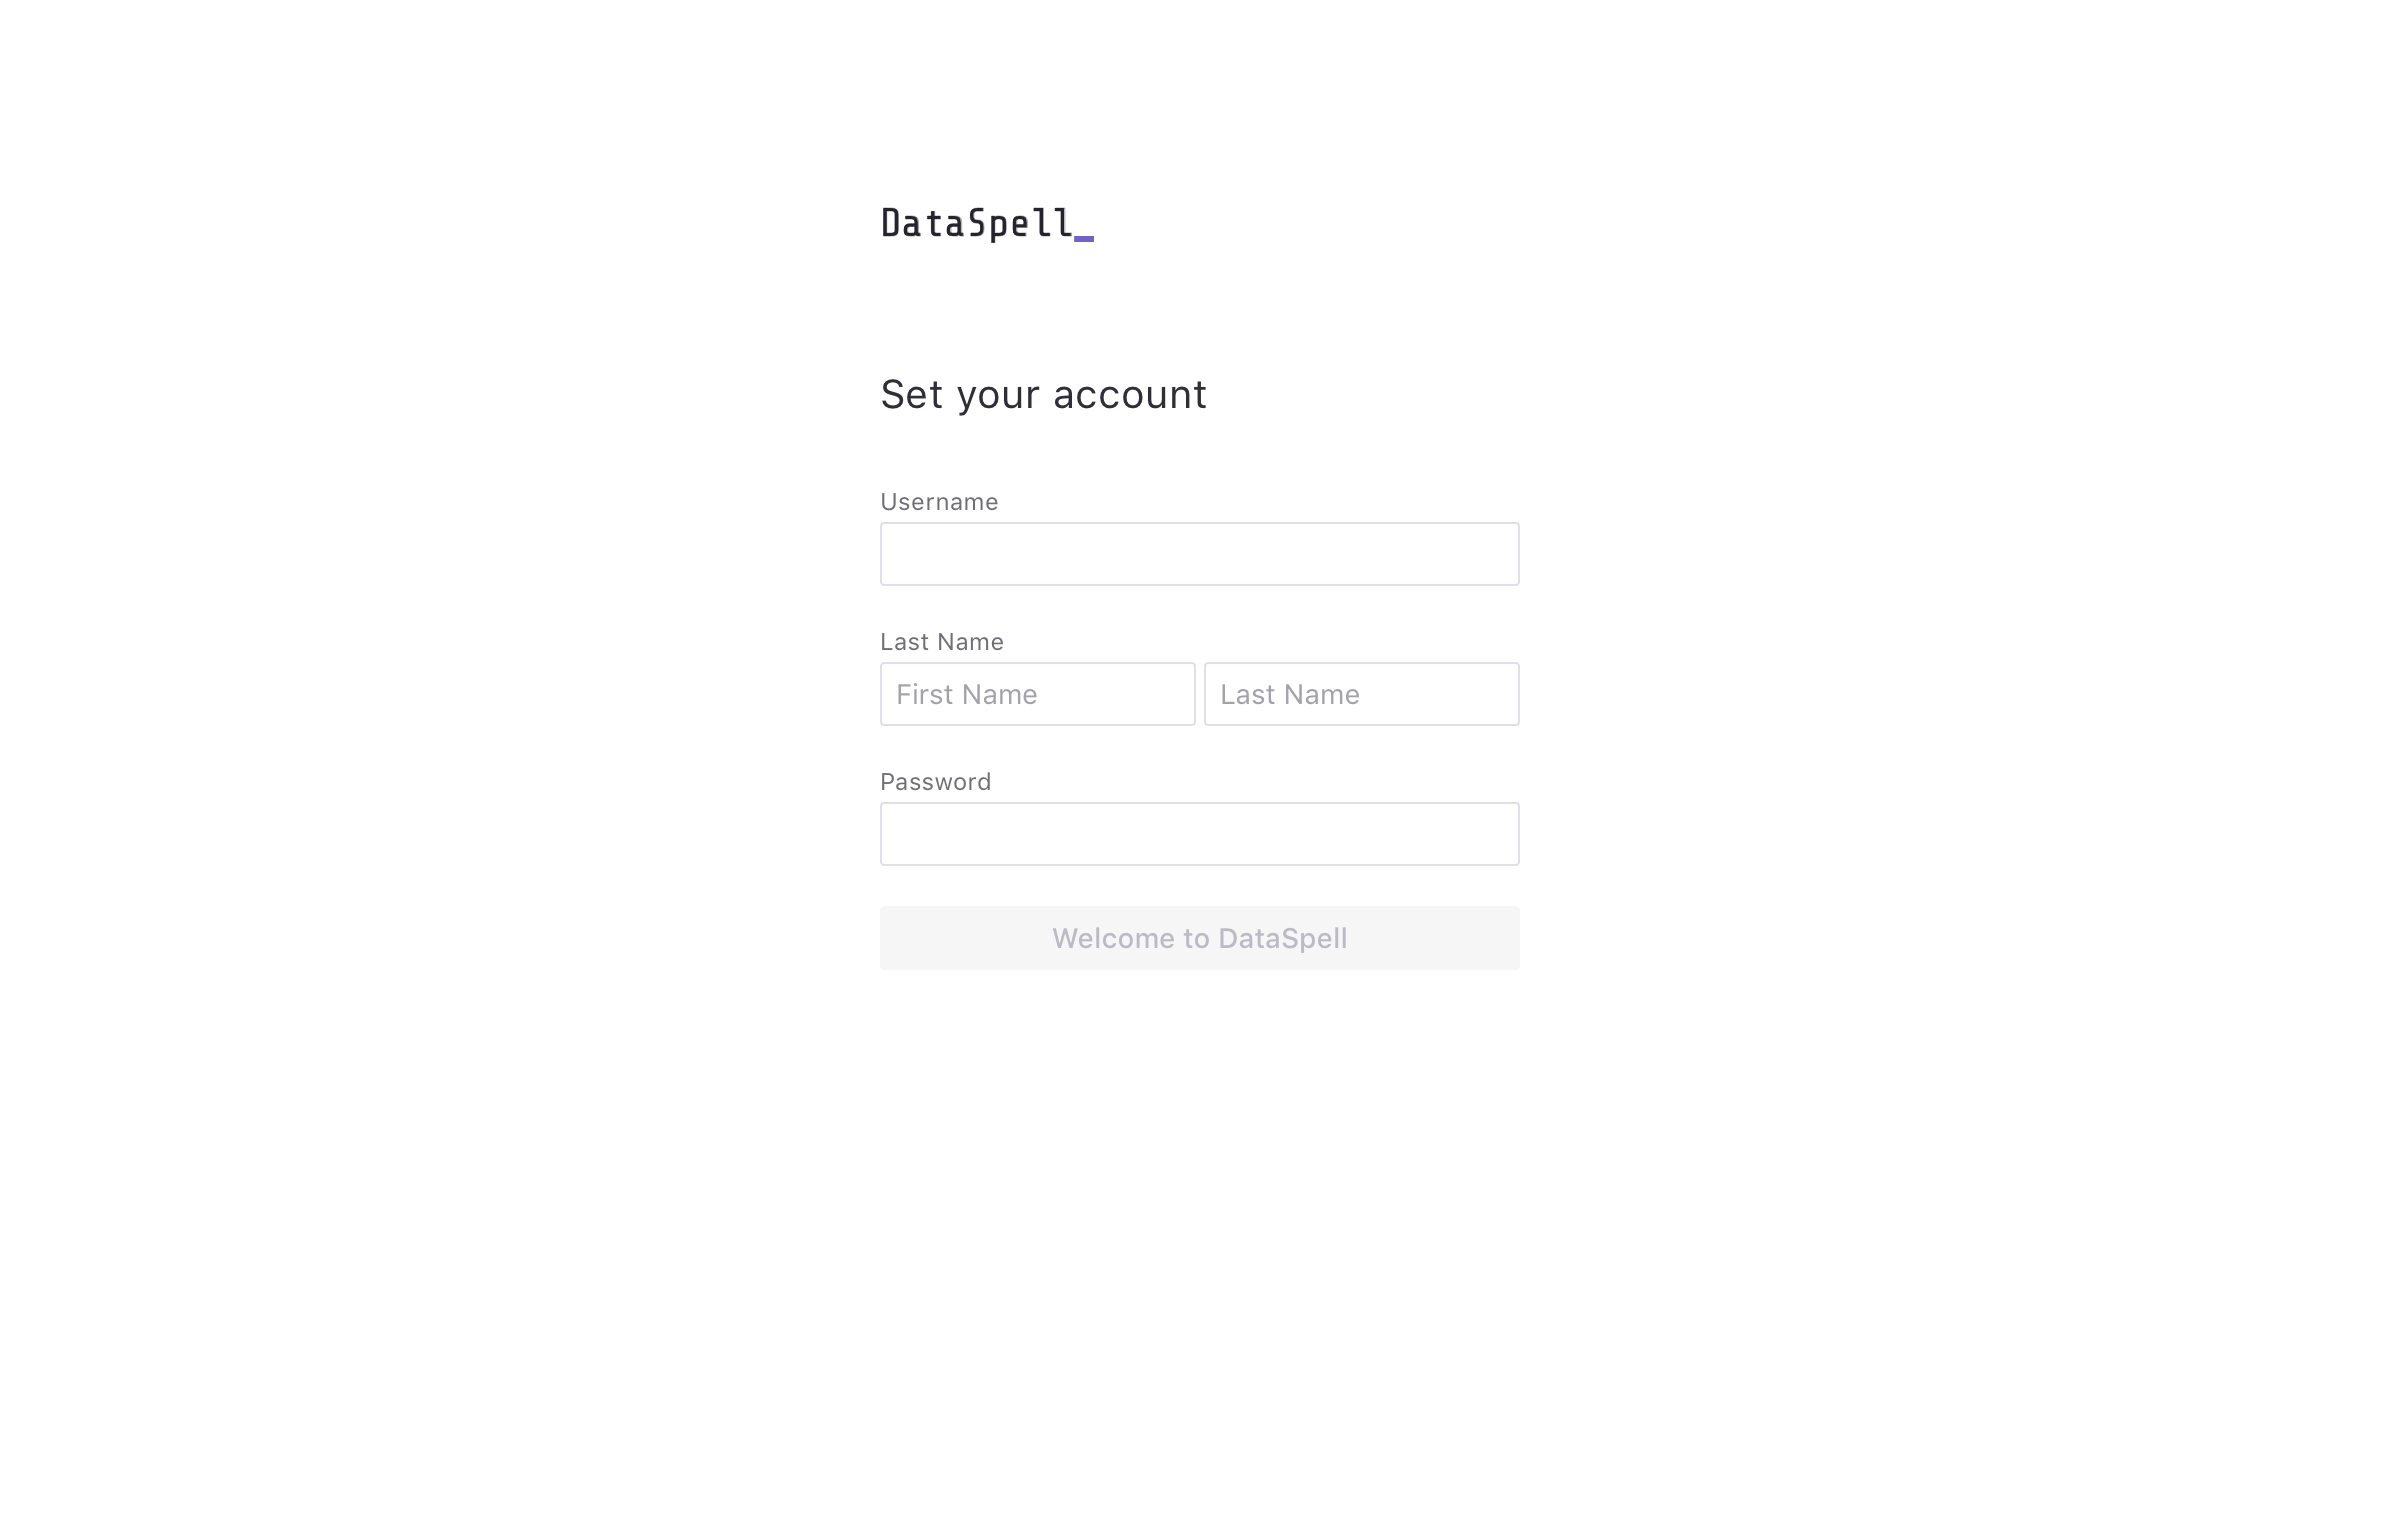 DataSpell_
Set your account
Username
Last Name
First Name Last Name
Password
Welcome to DataSpell